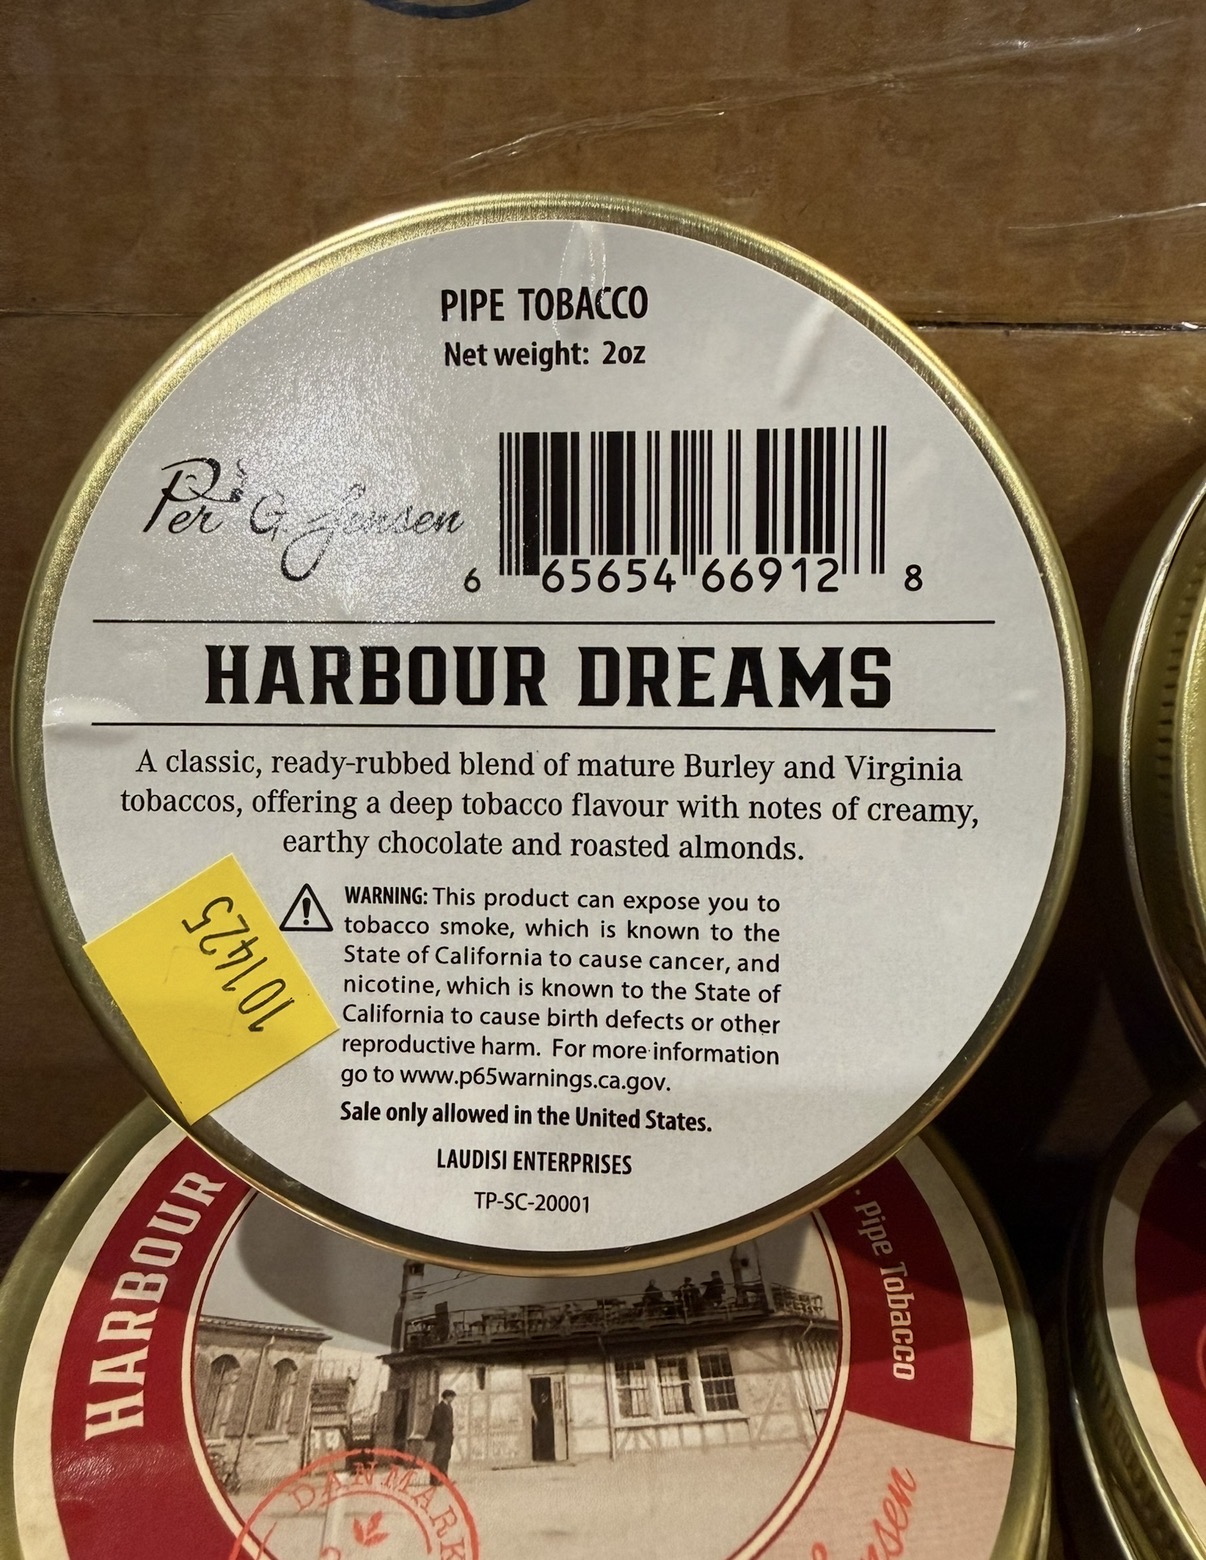 PIPE TOBACCO
Net weight: 2oz
Per G. Jensen
6 65654 66912 8
HARBOUR DREAMS
A classic, ready-rubbed blend of mature Burley and Virginia
tobaccos, offering a deep tobacco flavour with notes of creamy,
earthy chocolate and roasted almonds.
101425
WARNING: This product can expose you to
tobacco smoke, which is known to the
State of California to cause cancer, and
nicotine, which is known to the State of
California to cause birth defects or other
reproductive harm. For more information
go to www.p65warnings.ca.gov.
Sale only allowed in the United States.
LAUDISI ENTERPRISES
TP-SC-20001
HARBOUR
. Pipe Tobacco
DANMARK